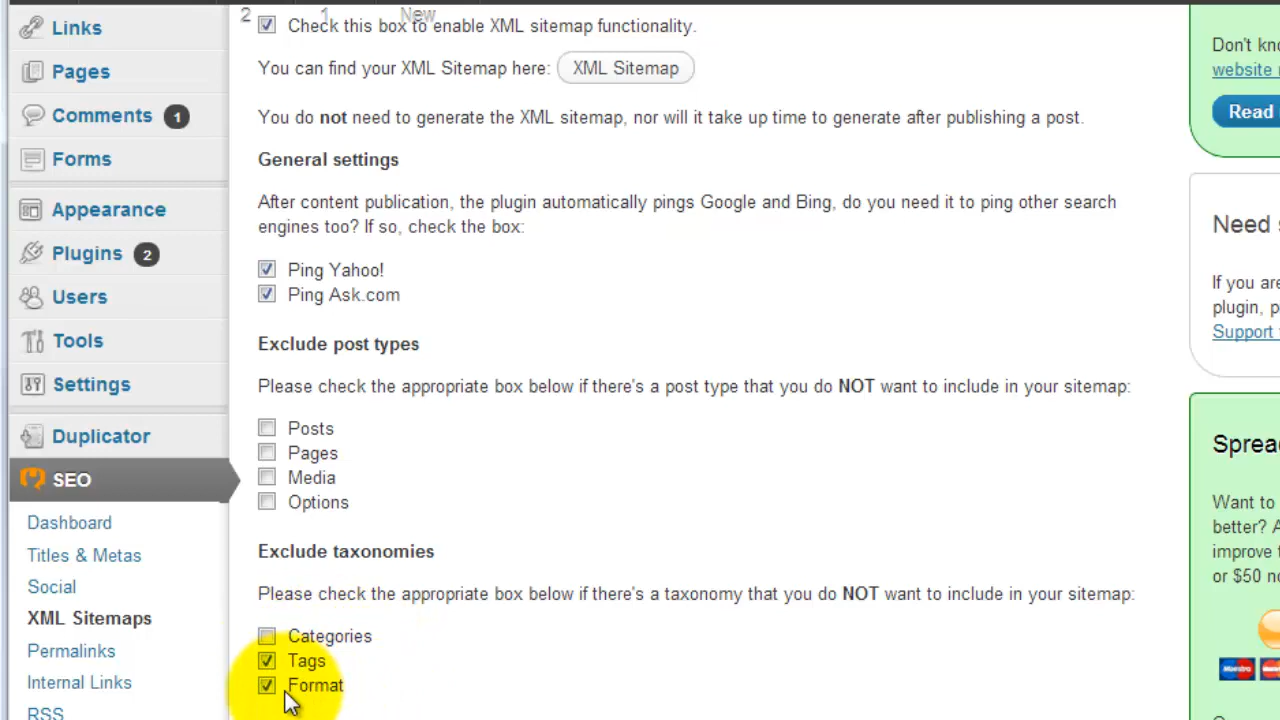 2 1 New
Links
Pages
Comments 1
Forms
Appearance
Plugins 2
Users
Tools
Settings
Duplicator
SEO
Dashboard
Titles & Metas
Social
XML Sitemaps
Permalinks
Internal Links
RSS
Check this box to enable XML sitemap functionality.
You can find your XML Sitemap here: XML Sitemap
You do not need to generate the XML sitemap, nor will it take up time to generate after publishing a post.
General settings
After content publication, the plugin automatically pings Google and Bing, do you need it to ping other search
engines too? If so, check the box:
Ping Yahoo!
Ping Ask.com
Exclude post types
Please check the appropriate box below if there's a post type that you do NOT want to include in your sitemap:
Posts
Pages
Media
Options
Exclude taxonomies
Please check the appropriate box below if there's a taxonomy that you do NOT want to include in your sitemap:
Categories
Tags
Format
Don't kno
website
Read
Need
If you are
plugin, p
Support
Sprea
Want to
better? A
improve
or $50 n
Maestro